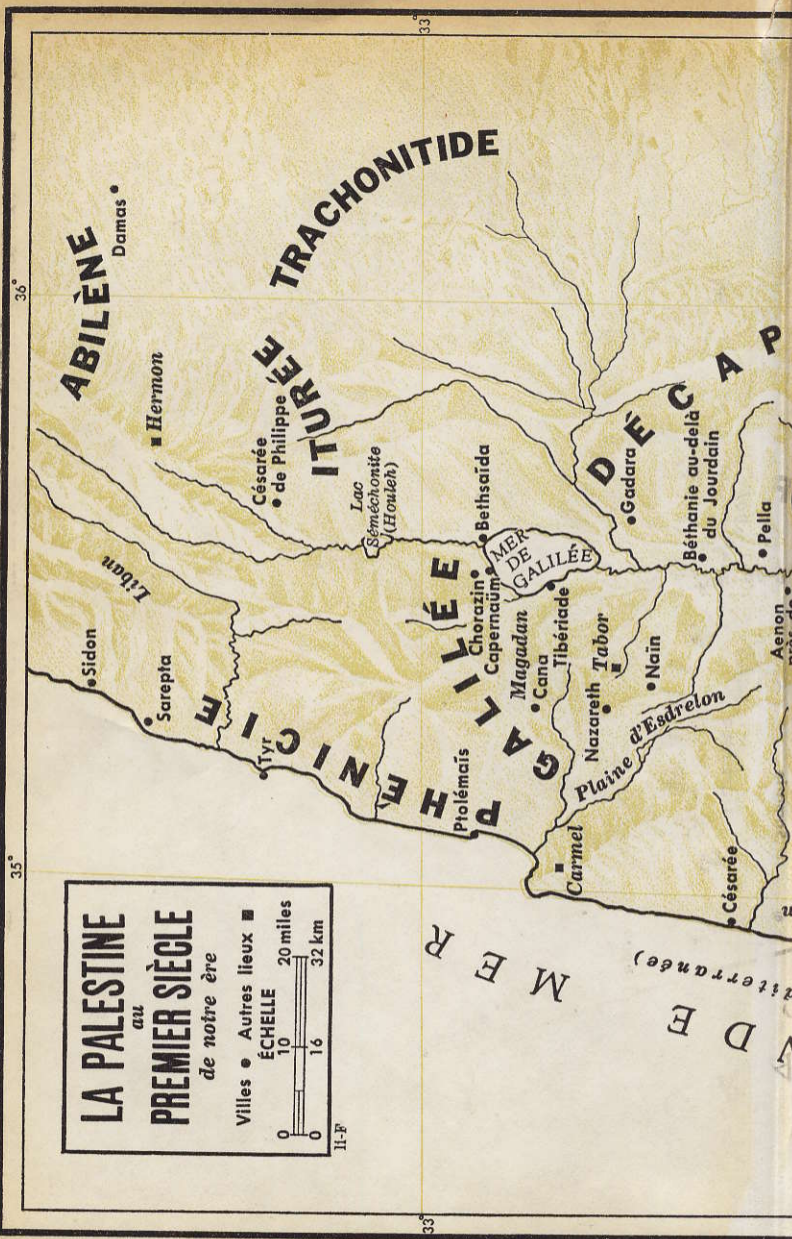 LA PALESTINE
au
PREMIER SIÈCLE
de notre ère
Villes ● Autres lieux ■
ÉCHELLE
0 10 20 miles
0 16 32 km
11-F
35°
36°
33
33
ABILÈNE
Damas
Hermon
TRACHONITIDE
ITURÉE
Césarée
de Philippe
Liban
Sidon
Sarepta
Tyr
PHÉNICIE
Lac
Séméchonite
(Houleh)
GALILÉE
Ptolémaïs
Chorazin
Capernaüm
Bethsaïda
MER
DE
GALILÉE
Magadan
Cana
Tibériade
Nazareth
Tabor
Naïn
Plaine d'Esdrelon
Carmel
Césarée
DÉCAP
Gadara
Béthanie au-delà
du Jourdain
Pella
Aenon
MER
DE